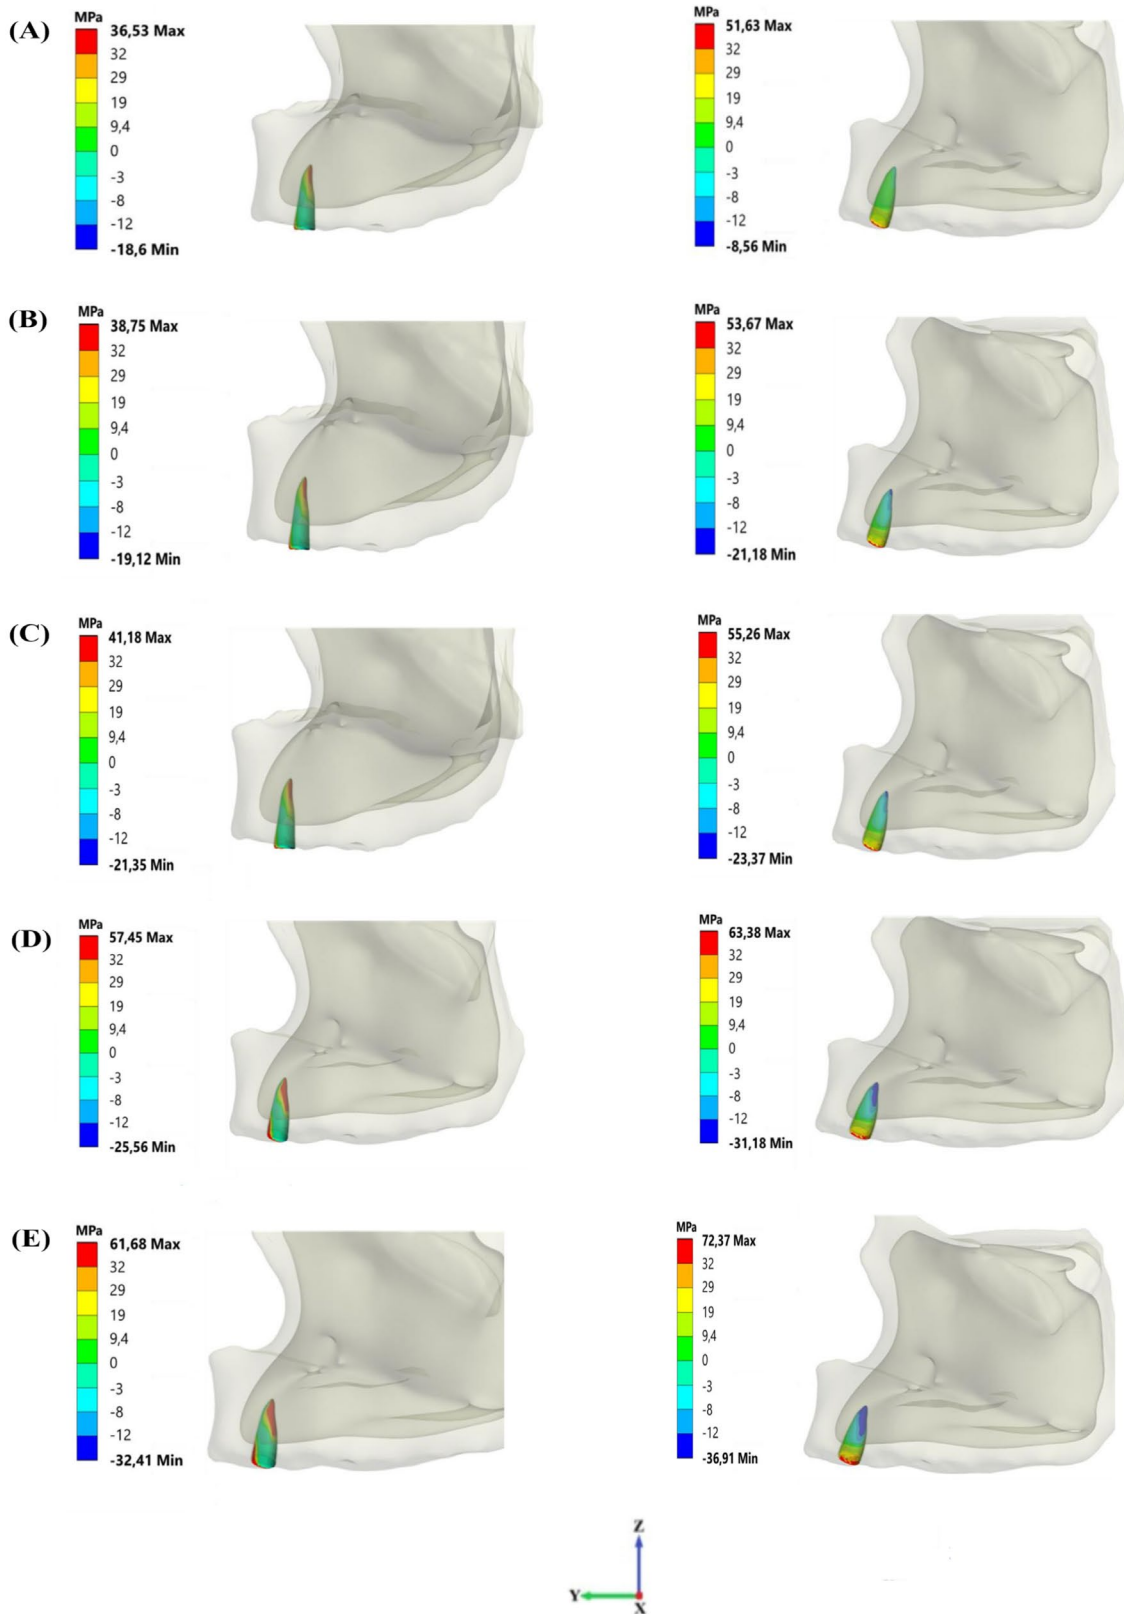 (A)
MPa
36,53 Max
32
29
19
9,4
0
-3
-8
-12
-18,6 Min
MPa
51,63 Max
32
29
19
9,4
0
-3
-8
-12
-8,56 Min
(B)
MPa
38,75 Max
32
29
19
9,4
0
-3
-8
-12
-19,12 Min
MPa
53,67 Max
32
29
19
9,4
0
-3
-8
-12
-21,18 Min
(C)
MPa
41,18 Max
32
29
19
9,4
0
-3
-8
-12
-21,35 Min
MPa
55,26 Max
32
29
19
9,4
0
-3
-8
-12
-23,37 Min
(D)
MPa
57,45 Max
32
29
19
9,4
0
-3
-8
-12
-25,56 Min
MPa
63,38 Max
32
29
19
9,4
0
-3
-8
-12
-31,18 Min
(E)
MPa
61,68 Max
32
29
19
9,4
0
-3
-8
-12
-32,41 Min
MPa
72,37 Max
32
29
19
9,4
0
-3
-8
-12
-36,91 Min
Z
Y
X